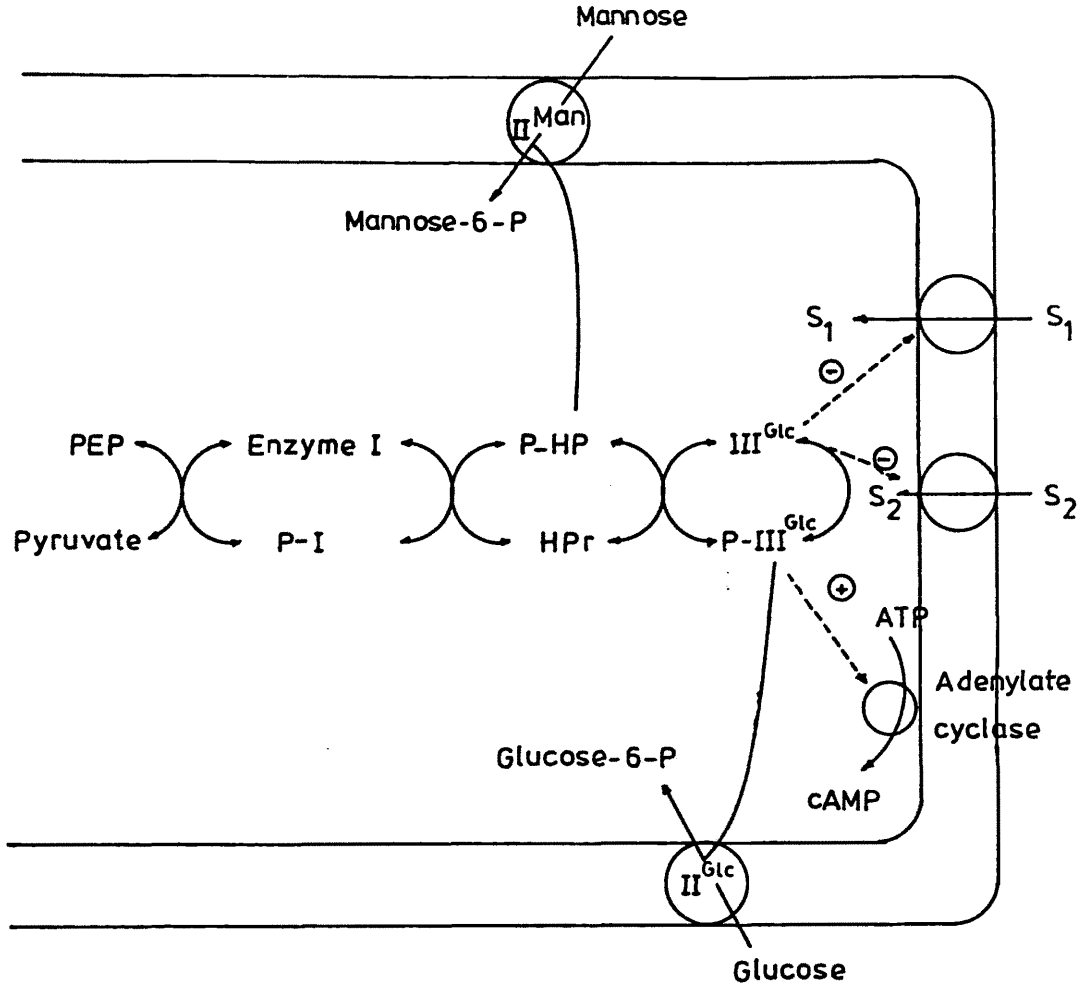 Mannose
II Man
Mannose-6-P
S1 S1
⊖
PEP Enzyme I P-HP III Glc
⊖
S2 S2
Pyruvate P-I HPr P-III Glc
⊕
ATP
Adenylate
cyclase
Glucose-6-P
cAMP
II Glc
Glucose